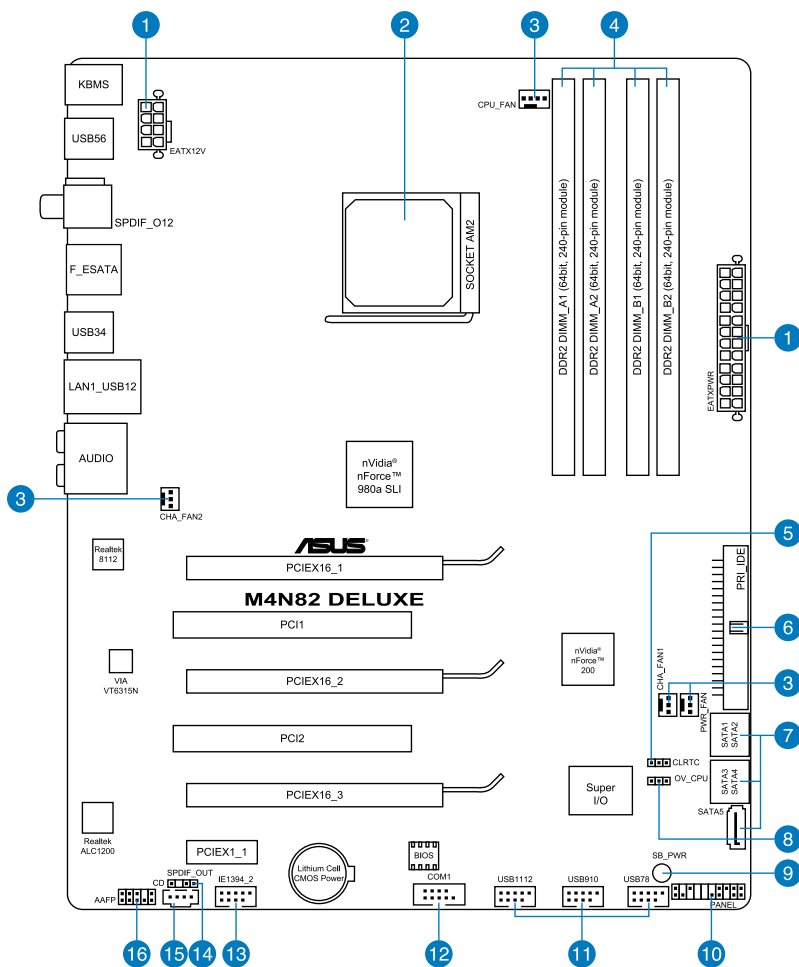 1
2
3
4
KBMS
CPU_FAN
USB56
EATX12V
SPDIF_O12
SOCKET AM2
DDR2 DIMM_A1 (64bit, 240-pin module)
DDR2 DIMM_A2 (64bit, 240-pin module)
DDR2 DIMM_B1 (64bit, 240-pin module)
DDR2 DIMM_B2 (64bit, 240-pin module)
F_ESATA
USB34
1
EATXPWR
LAN1_USB12
AUDIO
nVidia®
nForce™
980a SLI
3
CHA_FAN2
5
ASUS
Realtek
8112
PCIEX16_1
PRI_IDE
M4N82 DELUXE
PCI1
6
nVidia®
nForce™
200
VIA
VT6315N
PCIEX16_2
CHA_FAN1
PWR_FAN
3
PCI2
SATA1
SATA2
7
CLRTC
OV_CPU
SATA3
SATA4
PCIEX16_3
Super
I/O
SATA5
8
Realtek
ALC1200
PCIEX1_1
BIOS
SB_PWR
9
Lithium Cell
CMOS Power
SPDIF_OUT
CD
IE1394_2
COM1
USB1112
USB910
USB78
AAFP
PANEL
16
15
14
13
12
11
10